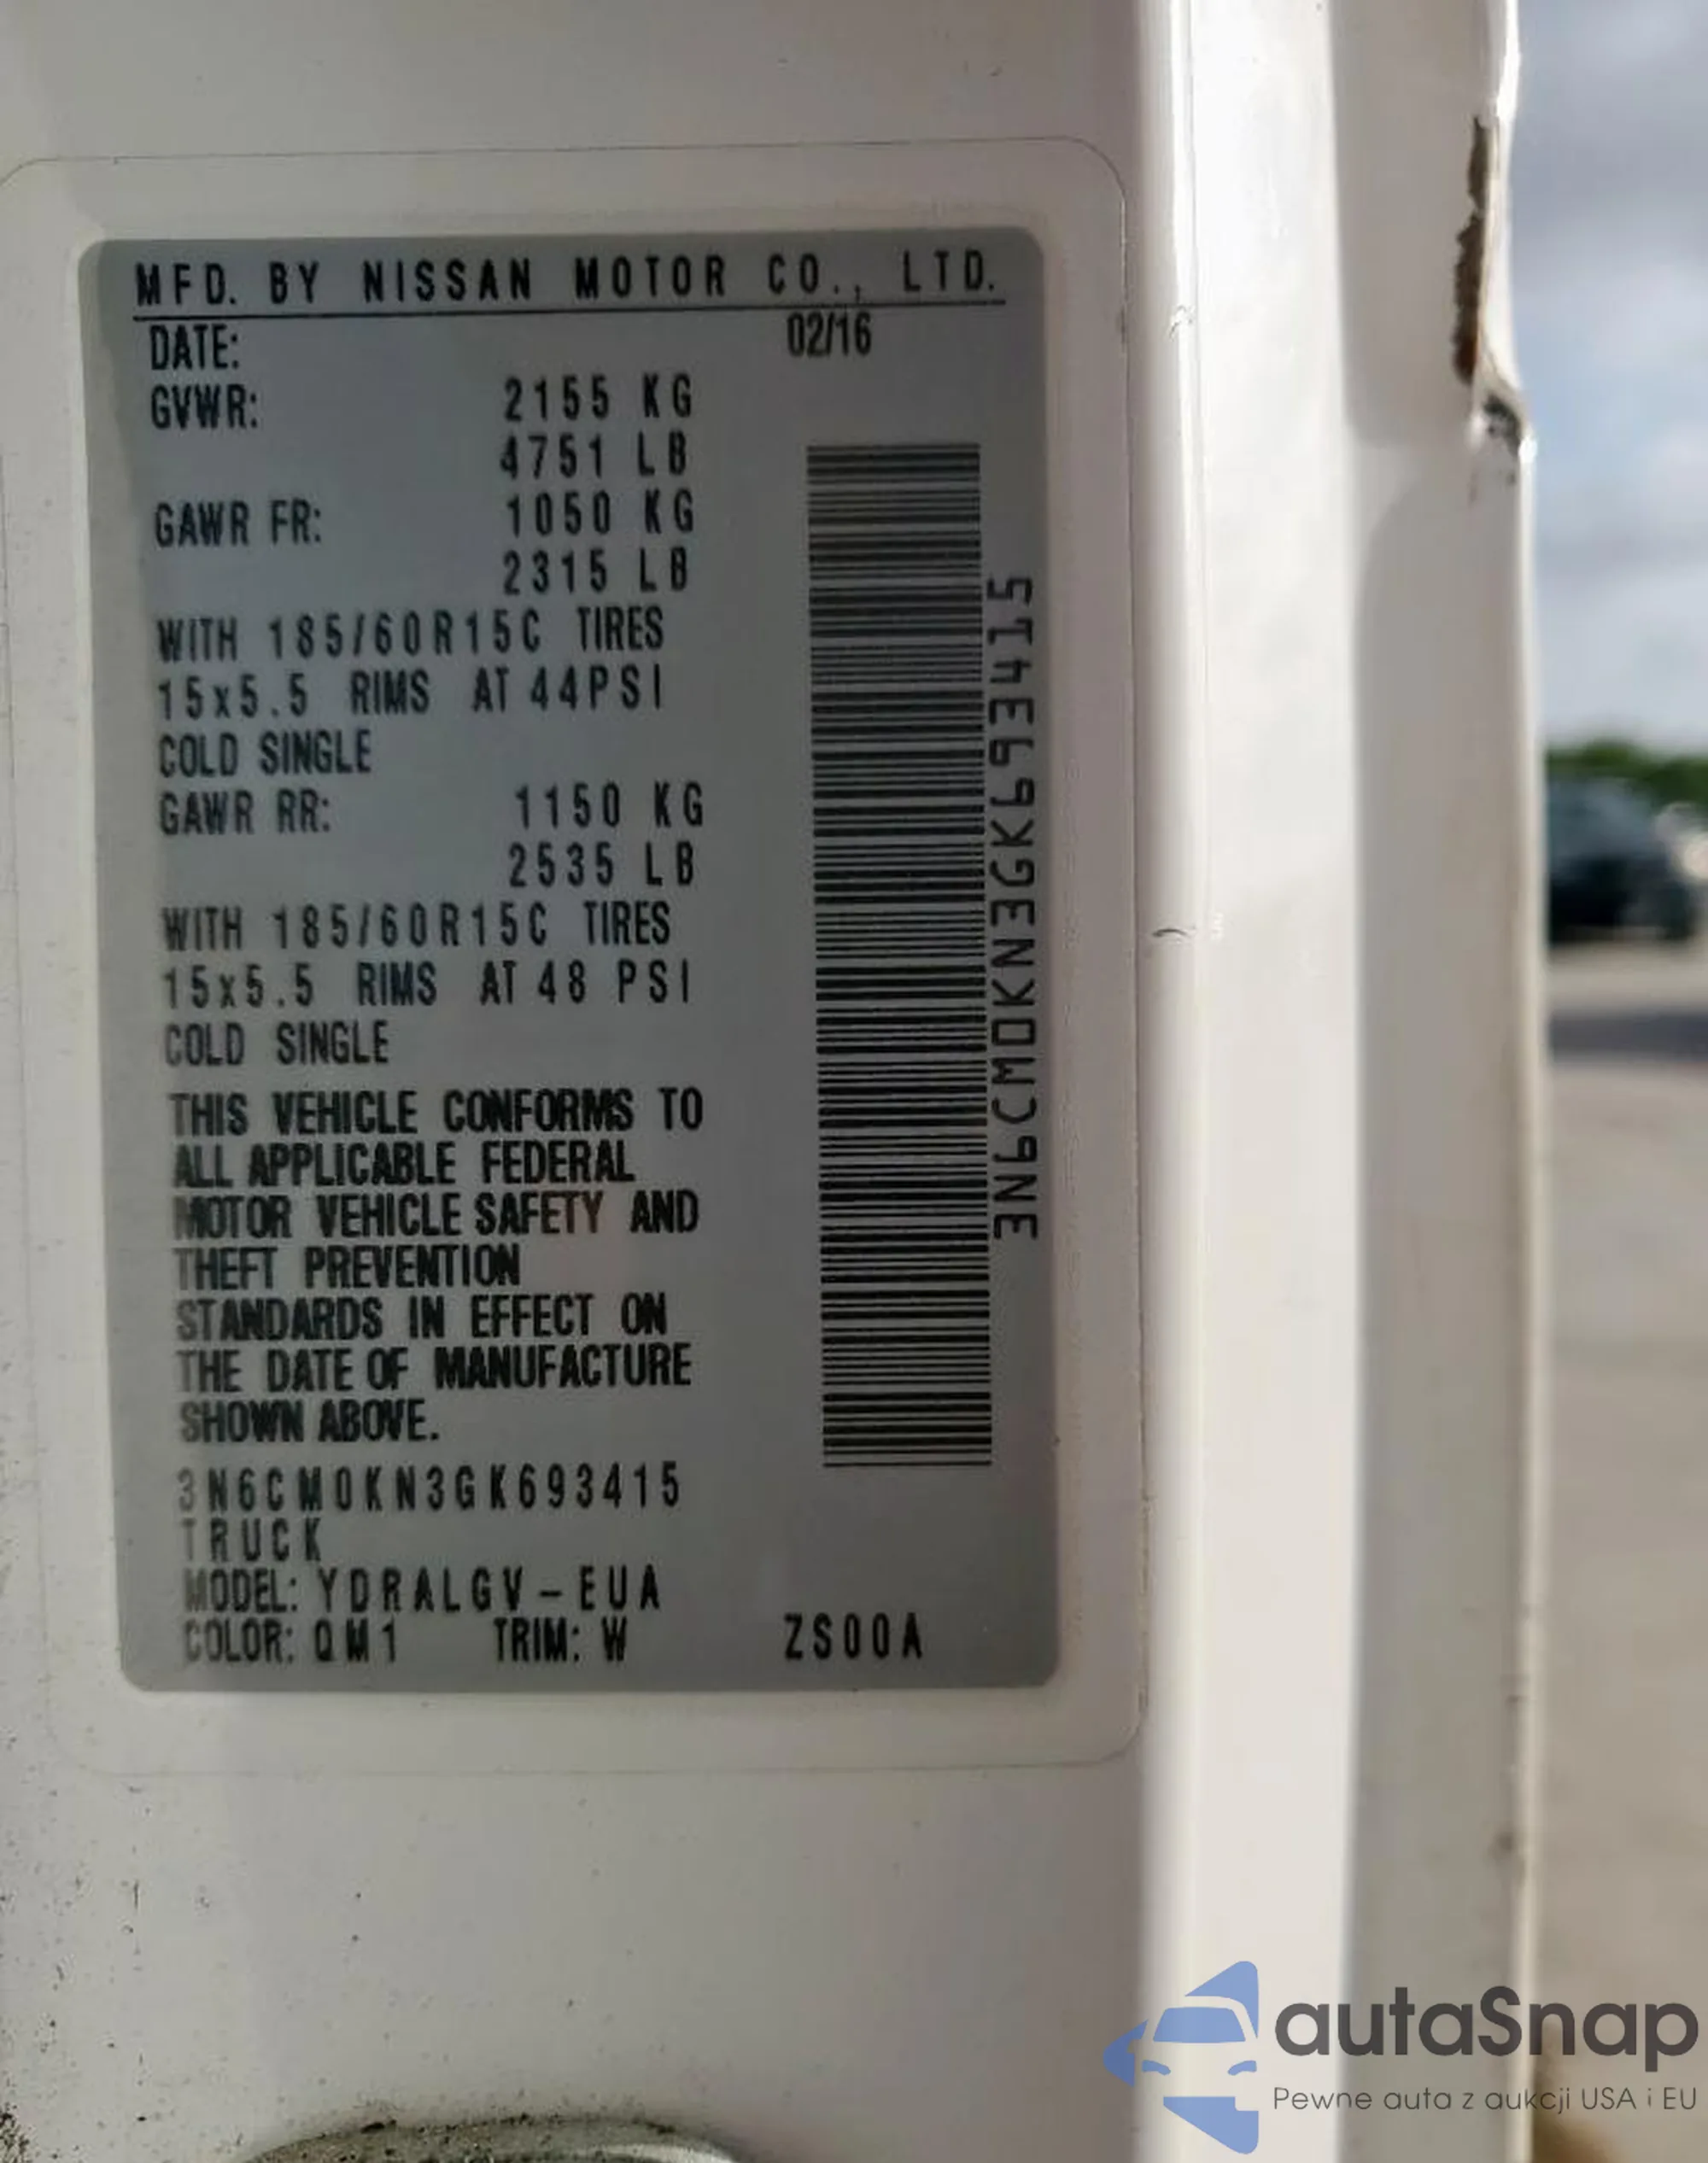 MFD. BY NISSAN MOTOR CO., LTD.
DATE: 02/16
GVWR: 2155 KG
4751 LB
GAWR FR: 1050 KG
2315 LB
WITH 185/60R15C TIRES
15x5.5 RIMS AT 44PSI
COLD SINGLE
GAWR RR: 1150 KG
2535 LB
WITH 185/60R15C TIRES
15x5.5 RIMS AT 48 PSI
COLD SINGLE
THIS VEHICLE CONFORMS TO
ALL APPLICABLE FEDERAL
MOTOR VEHICLE SAFETY AND
THEFT PREVENTION
STANDARDS IN EFFECT ON
THE DATE OF MANUFACTURE
SHOWN ABOVE.
3N6CM0KN3GK693415
TRUCK
MODEL: YDRALGV-EUA
COLOR: QM1 TRIM: W ZS00A
3N6CM0KN3GK693415
autaSnap
Pewne auta z aukcji USA i EU